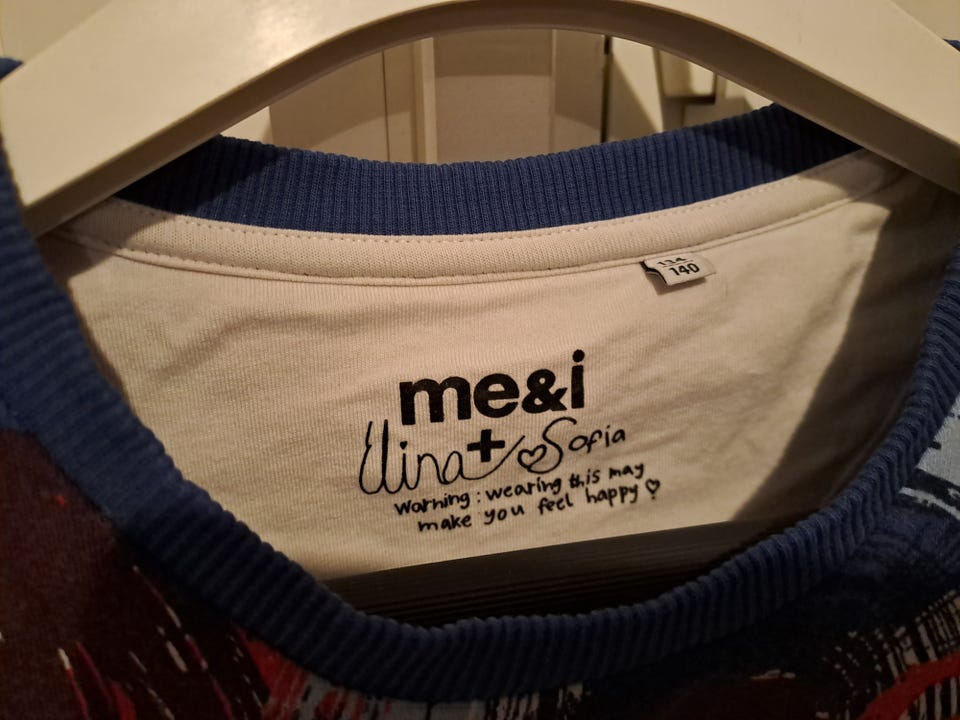 134
140
me&i
Elina + ♡ Sofia
Warning: wearing this may
make you feel happy ♡